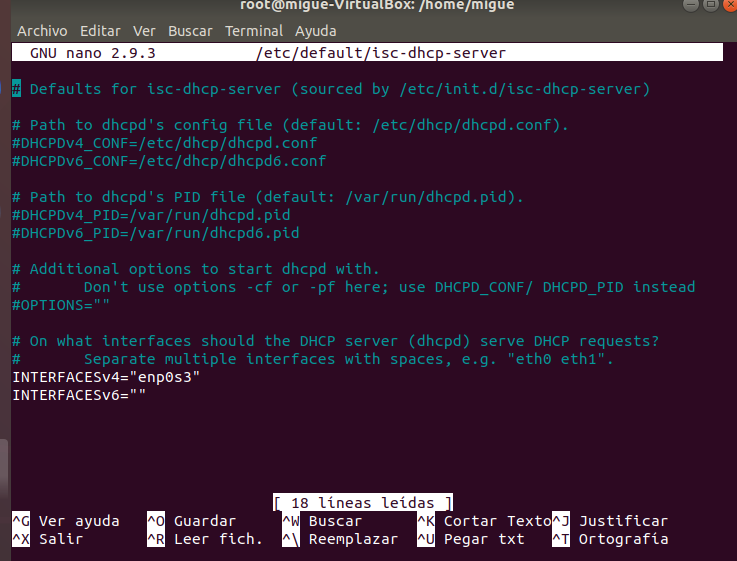 root@migue-VirtualBox: /home/migue
Archivo Editar Ver Buscar Terminal Ayuda
GNU nano 2.9.3 /etc/default/isc-dhcp-server
# Defaults for isc-dhcp-server (sourced by /etc/init.d/isc-dhcp-server)
# Path to dhcpd's config file (default: /etc/dhcp/dhcpd.conf).
#DHCPDv4_CONF=/etc/dhcp/dhcpd.conf
#DHCPDv6_CONF=/etc/dhcp/dhcpd6.conf
# Path to dhcpd's PID file (default: /var/run/dhcpd.pid).
#DHCPDv4_PID=/var/run/dhcpd.pid
#DHCPDv6_PID=/var/run/dhcpd6.pid
# Additional options to start dhcpd with.
#       Don't use options -cf or -pf here; use DHCPD_CONF/ DHCPD_PID instead
#OPTIONS=""
# On what interfaces should the DHCP server (dhcpd) serve DHCP requests?
#       Separate multiple interfaces with spaces, e.g. "eth0 eth1".
INTERFACESv4="enp0s3"
INTERFACESv6=""
[ 18 líneas leídas ]
^G Ver ayuda ^O Guardar ^W Buscar ^K Cortar Texto ^J Justificar
^X Salir ^R Leer fich. ^\ Reemplazar ^U Pegar txt ^T Ortografía